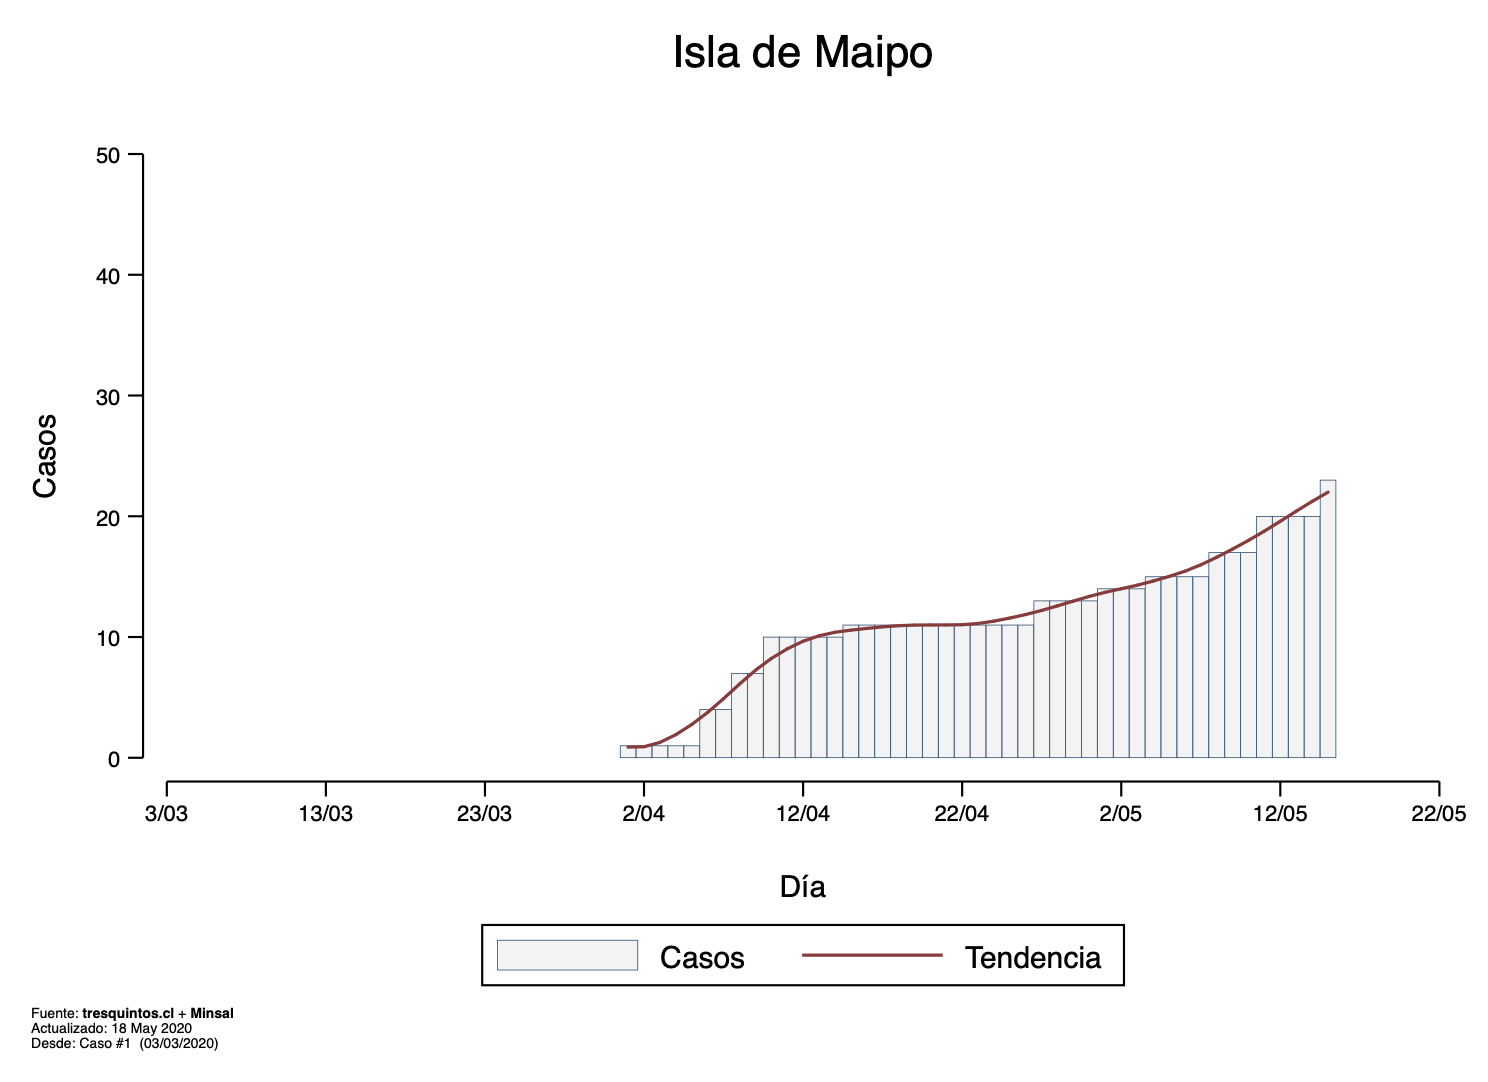 Isla de Maipo
50
40
30
20
10
0
Casos
3/03 13/03 23/03 2/04 12/04 22/04 2/05 12/05 22/05
Día
Casos Tendencia
Fuente: tresquintos.cl + Minsal
Actualizado: 18 May 2020
Desde: Caso #1 (03/03/2020)